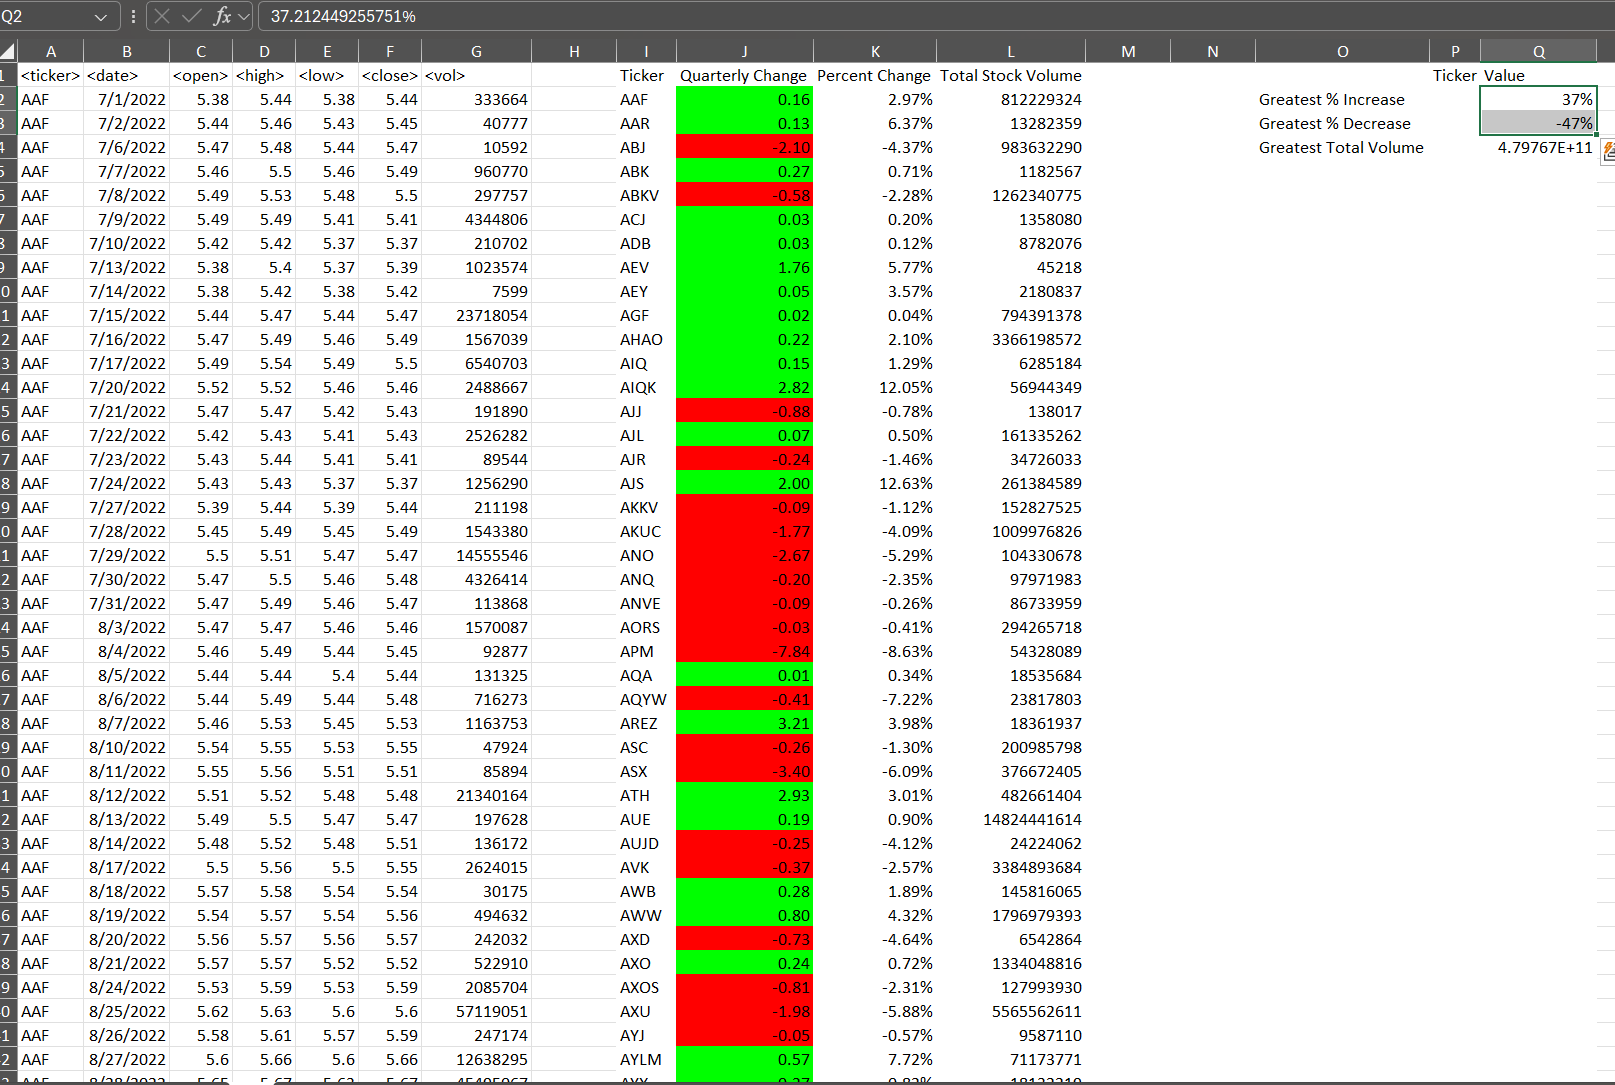 Q2 fx 37.212449255751%
A B C D E F G H I J K L M N O P Q
1 <ticker> <date> <open> <high> <low> <close> <vol> Ticker Quarterly Change Percent Change Total Stock Volume Ticker Value
2 AAF 7/1/2022 5.38 5.44 5.38 5.44 333664 AAF 0.16 2.97% 812229324 Greatest % Increase 37%
3 AAF 7/2/2022 5.44 5.46 5.43 5.45 40777 AAR 0.13 6.37% 13282359 Greatest % Decrease -47%
4 AAF 7/6/2022 5.47 5.48 5.44 5.47 10592 ABJ -2.10 -4.37% 983632290 Greatest Total Volume 4.79767E+11
5 AAF 7/7/2022 5.46 5.5 5.46 5.49 960770 ABK 0.27 0.71% 1182567
6 AAF 7/8/2022 5.49 5.53 5.48 5.5 297757 ABKV -0.58 -2.28% 1262340775
7 AAF 7/9/2022 5.49 5.49 5.41 5.41 4344806 ACJ 0.03 0.20% 1358080
8 AAF 7/10/2022 5.42 5.42 5.37 5.37 210702 ADB 0.03 0.12% 8782076
9 AAF 7/13/2022 5.38 5.4 5.37 5.39 1023574 AEV 1.76 5.77% 45218
0 AAF 7/14/2022 5.38 5.42 5.38 5.42 7599 AEY 0.05 3.57% 2180837
1 AAF 7/15/2022 5.44 5.47 5.44 5.47 23718054 AGF 0.02 0.04% 794391378
2 AAF 7/16/2022 5.47 5.49 5.46 5.49 1567039 AHAO 0.22 2.10% 3366198572
3 AAF 7/17/2022 5.49 5.54 5.49 5.5 6540703 AIQ 0.15 1.29% 6285184
4 AAF 7/20/2022 5.52 5.52 5.46 5.46 2488667 AIQK 2.82 12.05% 56944349
5 AAF 7/21/2022 5.47 5.47 5.42 5.43 191890 AJJ -0.88 -0.78% 138017
6 AAF 7/22/2022 5.42 5.43 5.41 5.43 2526282 AJL 0.07 0.50% 161335262
7 AAF 7/23/2022 5.43 5.44 5.41 5.41 89544 AJR -0.24 -1.46% 34726033
8 AAF 7/24/2022 5.43 5.43 5.37 5.37 1256290 AJS 2.00 12.63% 261384589
9 AAF 7/27/2022 5.39 5.44 5.39 5.44 211198 AKKV -0.09 -1.12% 152827525
0 AAF 7/28/2022 5.45 5.49 5.45 5.49 1543380 AKUC -1.77 -4.09% 1009976826
1 AAF 7/29/2022 5.5 5.51 5.47 5.47 14555546 ANO -2.67 -5.29% 104330678
2 AAF 7/30/2022 5.47 5.5 5.46 5.48 4326414 ANQ -0.20 -2.35% 97971983
3 AAF 7/31/2022 5.47 5.49 5.46 5.47 113868 ANVE -0.09 -0.26% 86733959
4 AAF 8/3/2022 5.47 5.47 5.46 5.46 1570087 AORS -0.03 -0.41% 294265718
5 AAF 8/4/2022 5.46 5.49 5.44 5.45 92877 APM -7.84 -8.63% 54328089
6 AAF 8/5/2022 5.44 5.44 5.4 5.44 131325 AQA 0.01 0.34% 18535684
7 AAF 8/6/2022 5.44 5.49 5.44 5.48 716273 AQYW -0.41 -7.22% 23817803
8 AAF 8/7/2022 5.46 5.53 5.45 5.53 1163753 AREZ 3.21 3.98% 18361937
9 AAF 8/10/2022 5.54 5.55 5.53 5.55 47924 ASC -0.26 -1.30% 200985798
0 AAF 8/11/2022 5.55 5.56 5.51 5.51 85894 ASX -3.40 -6.09% 376672405
1 AAF 8/12/2022 5.51 5.52 5.48 5.48 21340164 ATH 2.93 3.01% 482661404
2 AAF 8/13/2022 5.49 5.5 5.47 5.47 197628 AUE 0.19 0.90% 14824441614
3 AAF 8/14/2022 5.48 5.52 5.48 5.51 136172 AUJD -0.25 -4.12% 24224062
4 AAF 8/17/2022 5.5 5.56 5.5 5.55 2624015 AVK -0.37 -2.57% 3384893684
5 AAF 8/18/2022 5.57 5.58 5.54 5.54 30175 AWB 0.28 1.89% 145816065
6 AAF 8/19/2022 5.54 5.57 5.54 5.56 494632 AWW 0.80 4.32% 1796979393
7 AAF 8/20/2022 5.56 5.57 5.56 5.57 242032 AXD -0.73 -4.64% 6542864
8 AAF 8/21/2022 5.57 5.57 5.52 5.52 522910 AXO 0.24 0.72% 1334048816
9 AAF 8/24/2022 5.53 5.59 5.53 5.59 2085704 AXOS -0.81 -2.31% 127993930
0 AAF 8/25/2022 5.62 5.63 5.6 5.6 57119051 AXU -1.98 -5.88% 5565562611
1 AAF 8/26/2022 5.58 5.61 5.57 5.59 247174 AYJ -0.05 -0.57% 9587110
2 AAF 8/27/2022 5.6 5.66 5.6 5.66 12638295 AYLM 0.57 7.72% 71173771